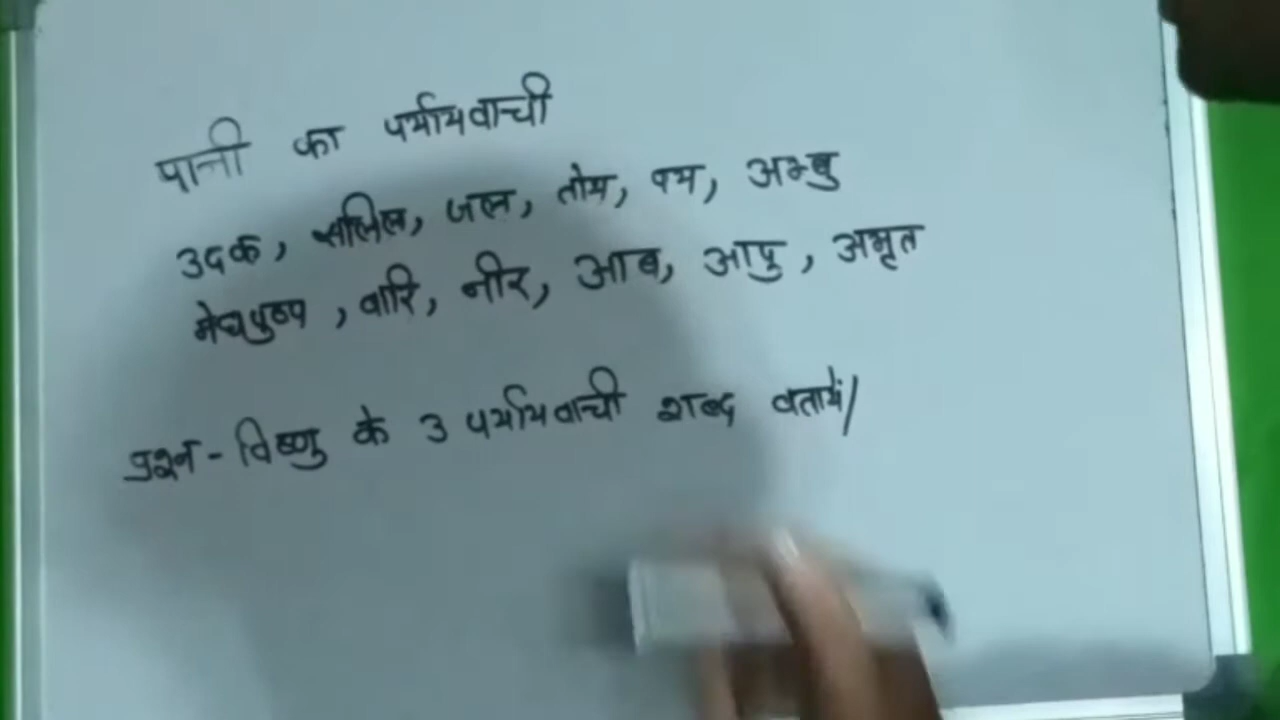 पानी का पर्यायवाची
उदक, सलिल, जल, तोय, पय, अम्बु
मेघपुष्प, वारि, नीर, आब, आपु, अमृत
प्रश्न-विष्णु के 3 पर्यायवाची शब्द बतायें/